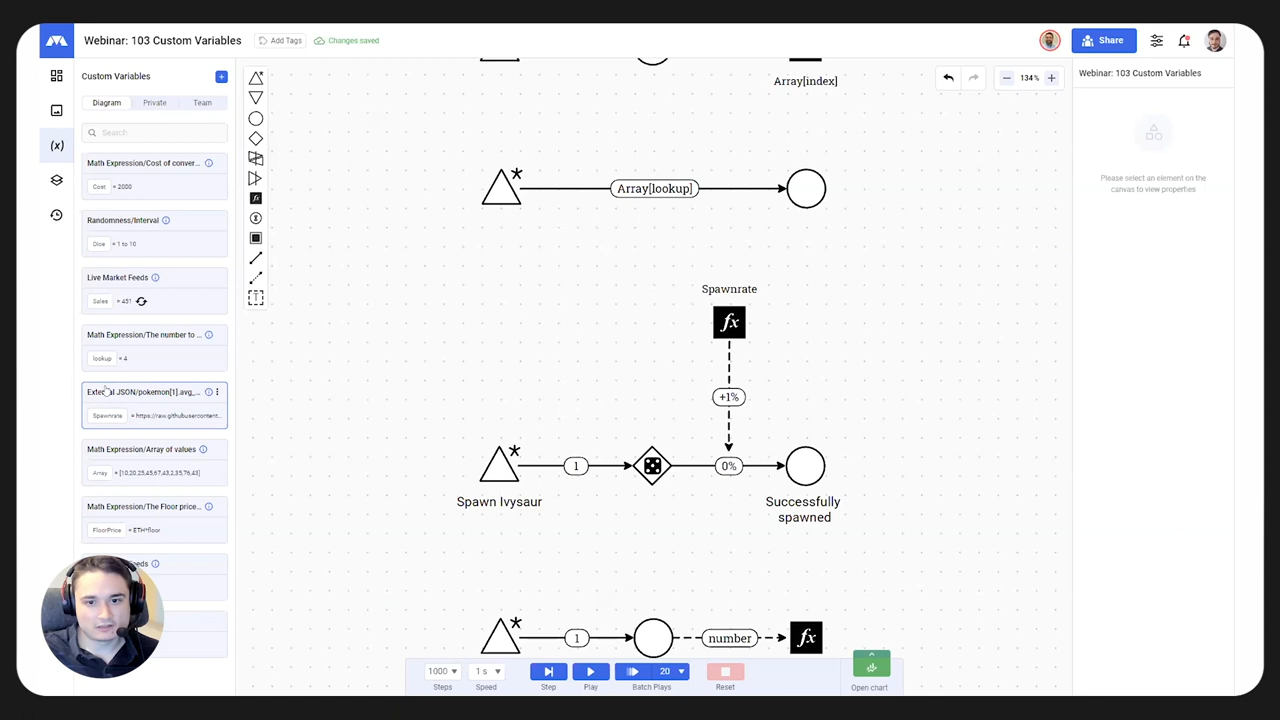 Webinar: 103 Custom Variables
Add Tags
Changes saved
Share
Custom Variables
Diagram
Private
Team
Search
Math Expression/Cost of conver...
Cost
= 2000
Randomness/Interval
Dice
= 1 to 10
Live Market Feeds
Sales
= 451
Math Expression/The number to ...
lookup
= 4
External JSON/pokemon[1].avg_...
Spawnrate
= https://raw.githubusercontent...
Math Expression/Array of values
Array
= [10,20,25,45,67,43,2,35,76,43]
Math Expression/The Floor price...
FloorPrice
= ETH*floor
(x)
fx
Array[index]
*
Array[lookup]
Spawnrate
fx
+1%
*
1
0%
Spawn Ivysaur
Successfully
spawned
*
1
number
fx
134%
Webinar: 103 Custom Variables
Please select an element on the
canvas to view properties
1000
Steps
1 s
Speed
Step
Play
20
Batch Plays
Reset
Open chart